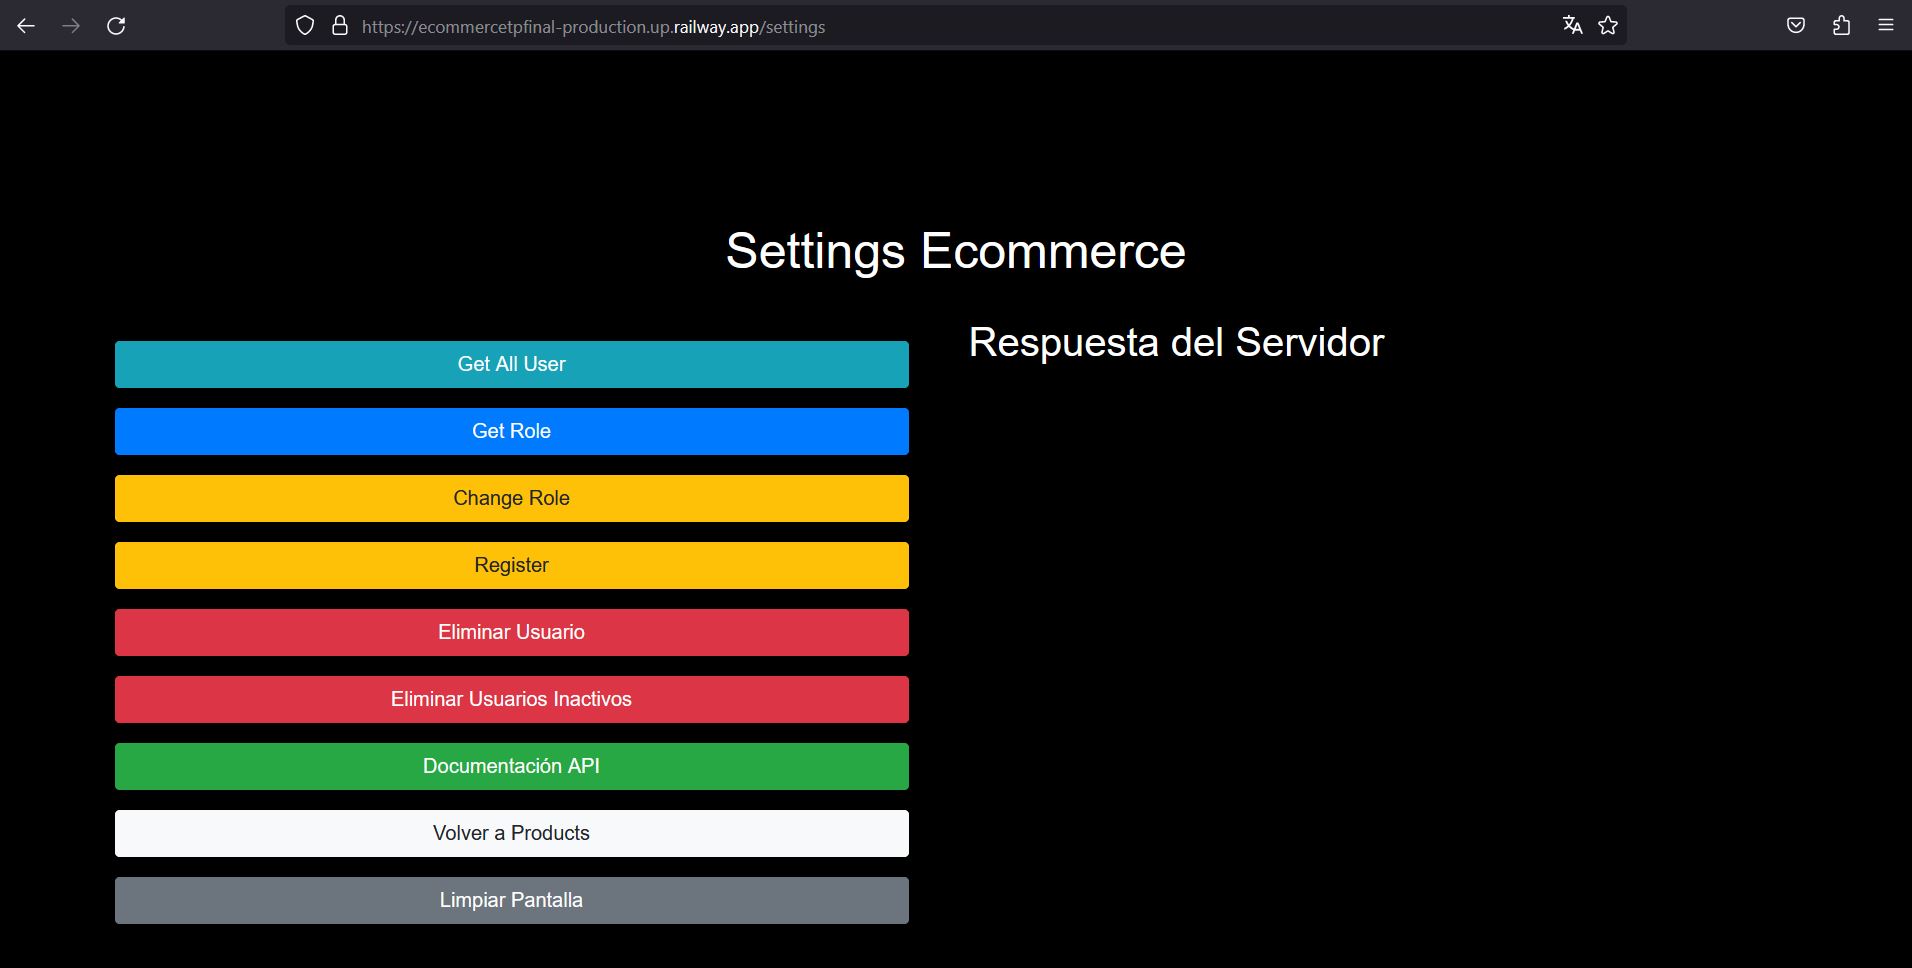 https://ecommercetpfinal-production.up.railway.app/settings
Settings Ecommerce
Get All User
Get Role
Change Role
Register
Eliminar Usuario
Eliminar Usuarios Inactivos
Documentación API
Volver a Products
Limpiar Pantalla
Respuesta del Servidor